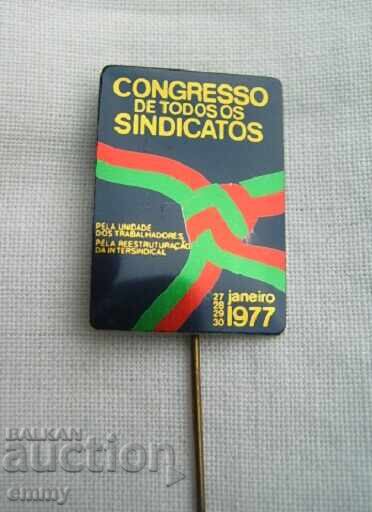 CONGRESSO
DE TODOS OS
SINDICATOS
PELA UNIDADE
DOS TRABALHADORES
PELA REESTRUTURAÇÃO
DA INTERSINDICAL
27
28
29
30
janeiro
1977
BALKAN
auction
emmy